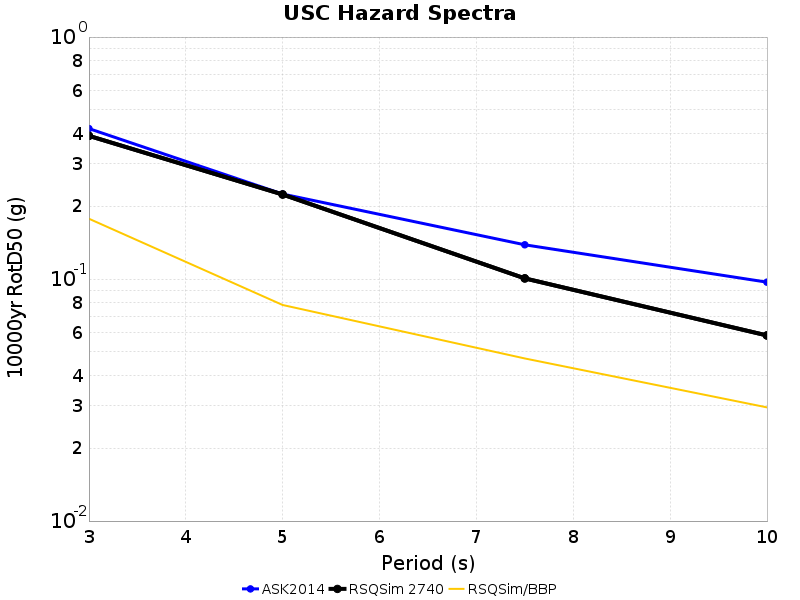 USC Hazard Spectra
10000yr RotD50 (g)
10^0
8
6
4
3
2
10^-1
8
6
4
3
2
10^-2
3 4 5 6 7 8 9 10
Period (s)
ASK2014 RSQSim 2740 RSQSim/BBP